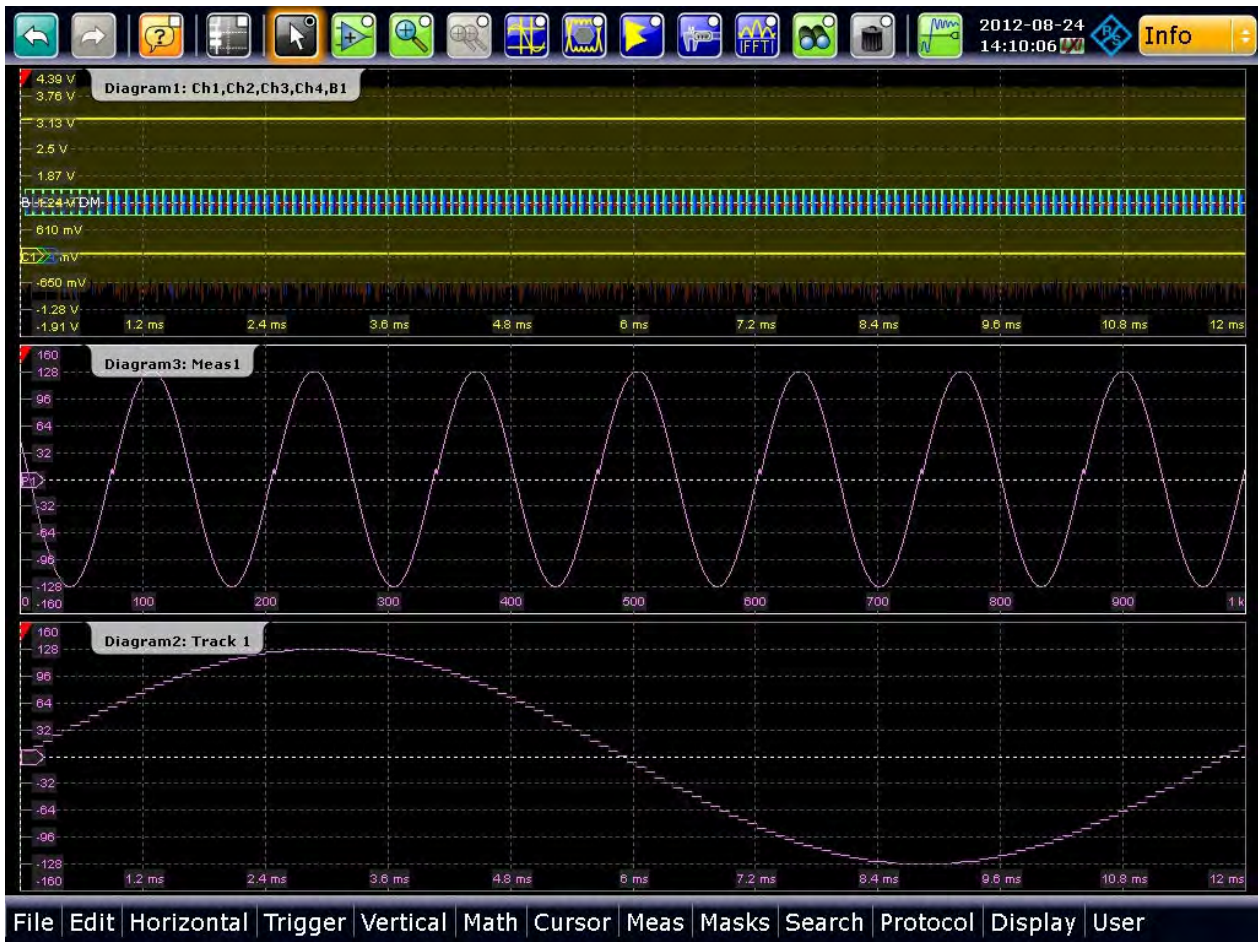 2012-08-24
14:10:06 LXI
Info
Diagram1: Ch1,Ch2,Ch3,Ch4,B1
4.39 V
3.76 V
3.13 V
2.5 V
1.87 V
1.24 V
610 mV
C1 mV
-650 mV
-1.28 V
-1.91 V
1.2 ms 2.4 ms 3.6 ms 4.8 ms 6 ms 7.2 ms 8.4 ms 9.6 ms 10.8 ms 12 ms
Diagram3: Meas1
160
128
96
64
32
-32
-64
-96
-128
-160
0 100 200 300 400 500 600 700 800 900 1 k
Diagram2: Track 1
160
128
96
64
32
-32
-64
-96
-128
-160
1.2 ms 2.4 ms 3.6 ms 4.8 ms 6 ms 7.2 ms 8.4 ms 9.6 ms 10.8 ms 12 ms
File Edit Horizontal Trigger Vertical Math Cursor Meas Masks Search Protocol Display User